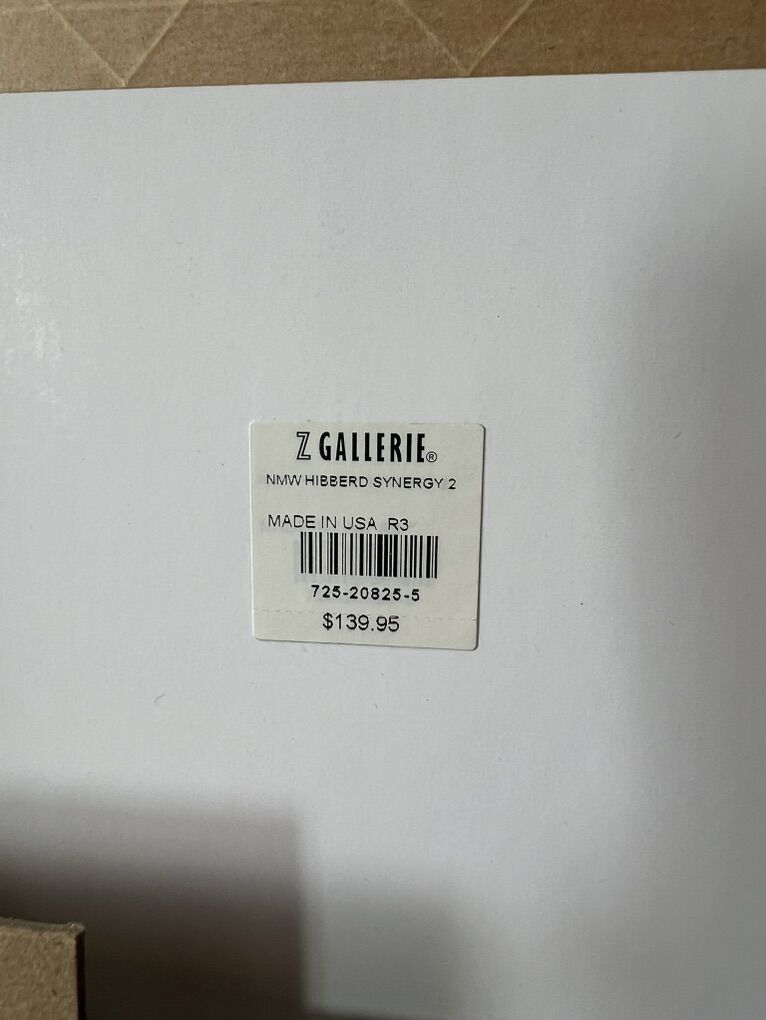 Z GALLERIE®
NMW HIBBERD SYNERGY 2
MADE IN USA R3
725-20825-5
$139.95